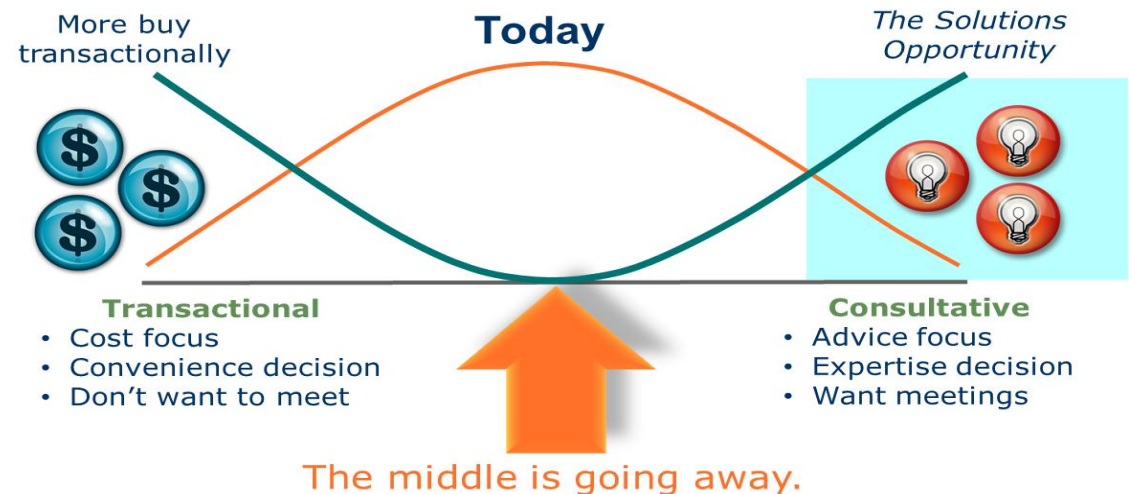 More buy
transactionally
Today
The Solutions
Opportunity
$
$
$
Transactional
• Cost focus
• Convenience decision
• Don’t want to meet
Consultative
• Advice focus
• Expertise decision
• Want meetings
The middle is going away.